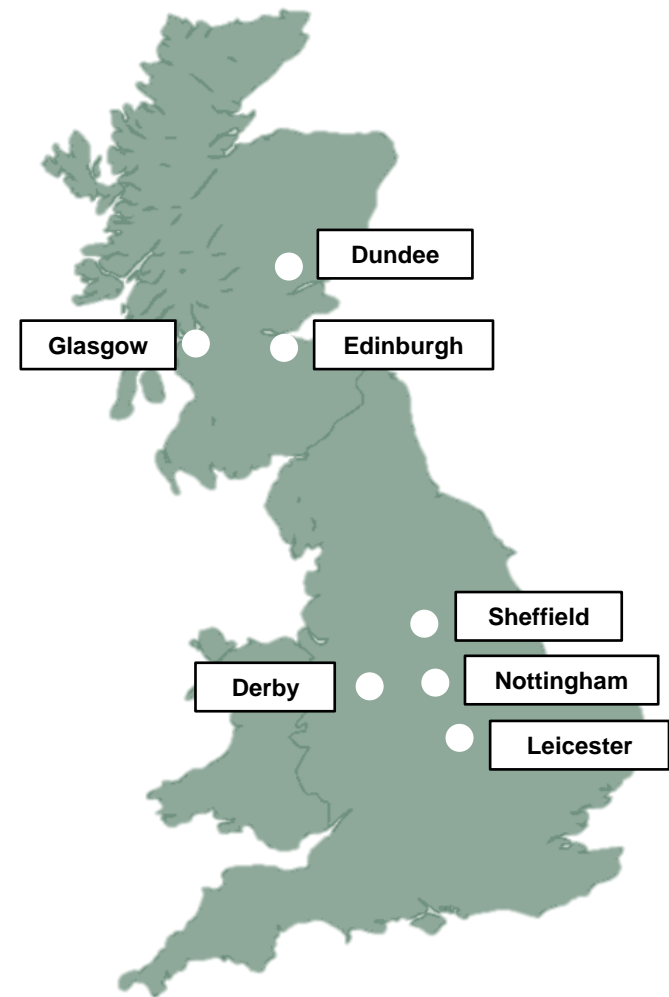 Dundee
Glasgow
Edinburgh
Sheffield
Derby
Nottingham
Leicester